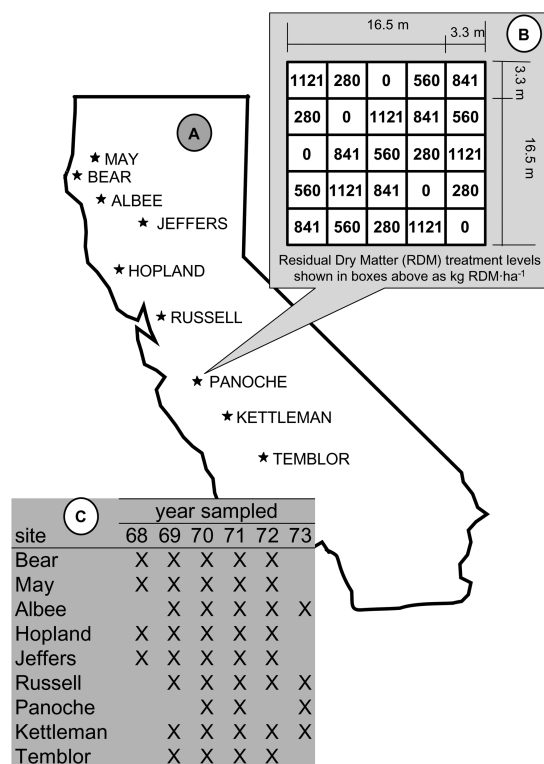 16.5 m
3.3 m
B
1121 280 0 560 841
280 0 1121 841 560
0 841 560 280 1121
560 1121 841 0 280
841 560 280 1121 0
3.3 m
16.5 m
Residual Dry Matter (RDM) treatment levels
shown in boxes above as kg RDM·ha-1
A
MAY
BEAR
ALBEE
JEFFERS
HOPLAND
RUSSELL
PANOCHE
KETTLEMAN
TEMBLOR
C
year sampled
site 68 69 70 71 72 73
Bear X X X X X
May X X X X X
Albee X X X X X
Hopland X X X X X
Jeffers X X X X X
Russell X X X X X
Panoche X X X
Kettleman X X X X X
Temblor X X X X